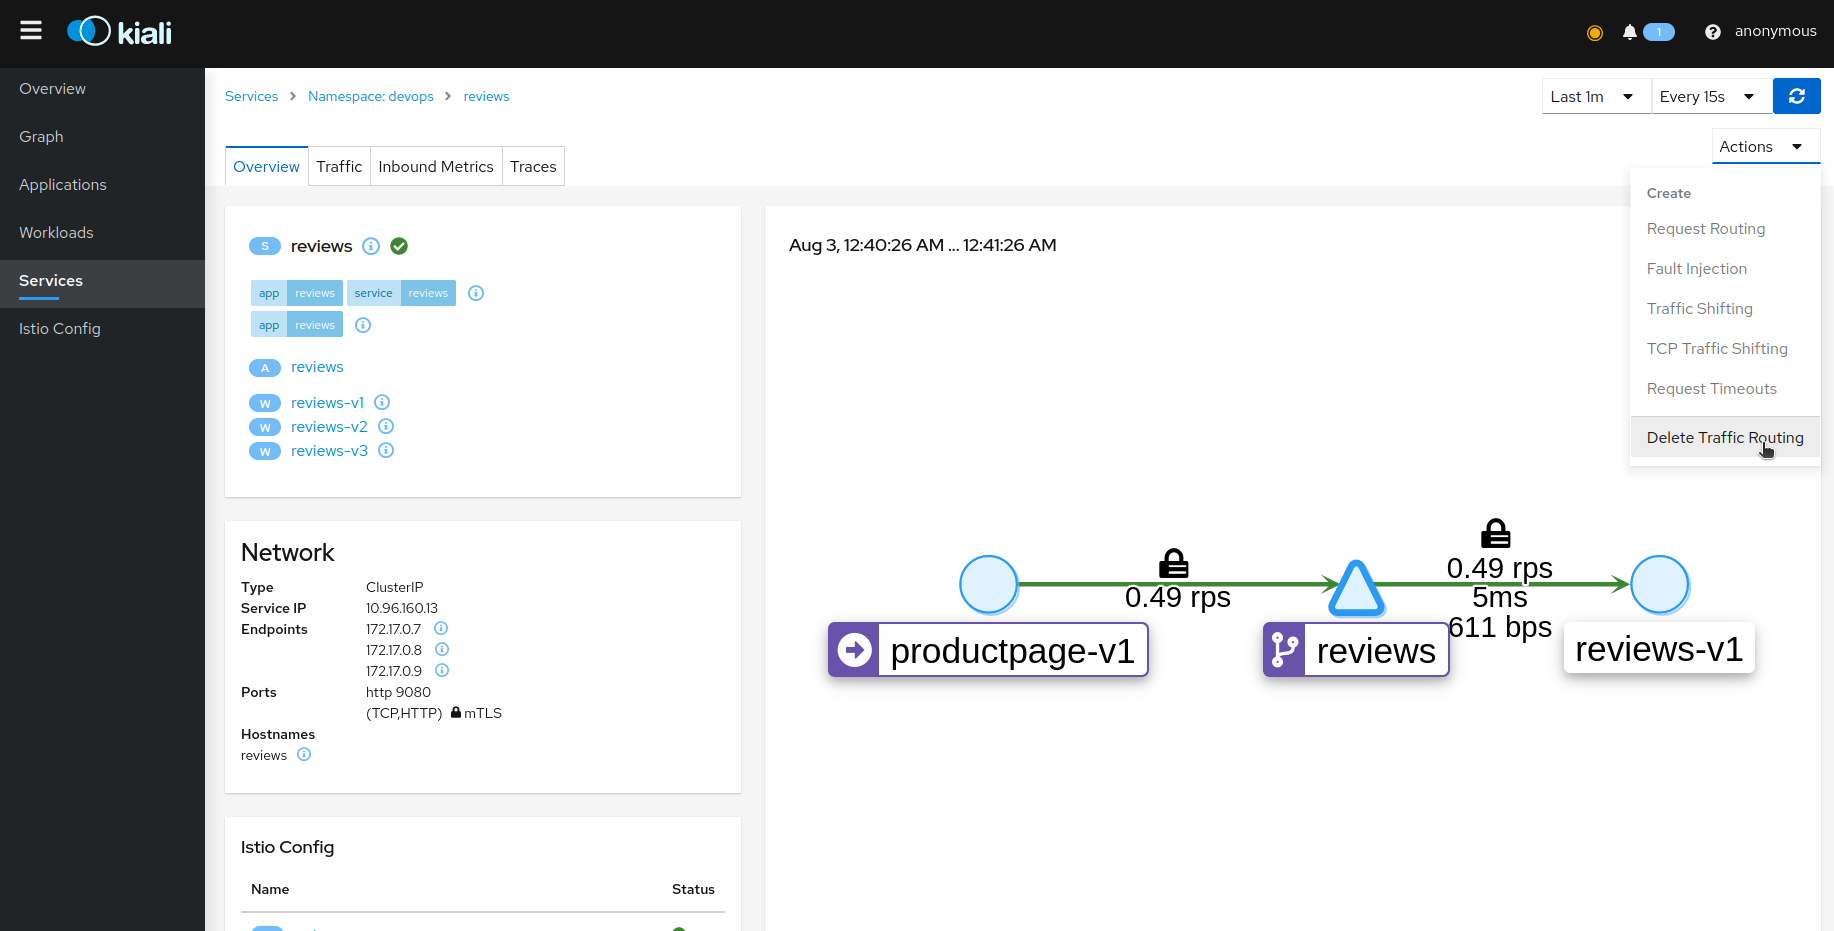 kiali
1
anonymous
Overview
Graph
Applications
Workloads
Services
Istio Config
Services > Namespace: devops > reviews
Last 1m
Every 15s
Overview
Traffic
Inbound Metrics
Traces
Actions
Create
Request Routing
Fault Injection
Traffic Shifting
TCP Traffic Shifting
Request Timeouts
Delete Traffic Routing
S reviews
app reviews service reviews
app reviews
A reviews
W reviews-v1
W reviews-v2
W reviews-v3
Network
Type ClusterIP
Service IP 10.96.160.13
Endpoints 172.17.0.7
172.17.0.8
172.17.0.9
Ports http 9080
(TCP,HTTP) mTLS
Hostnames
reviews
Istio Config
Name Status
Aug 3, 12:40:26 AM ... 12:41:26 AM
0.49 rps
0.49 rps
5ms
611 bps
productpage-v1
reviews
reviews-v1